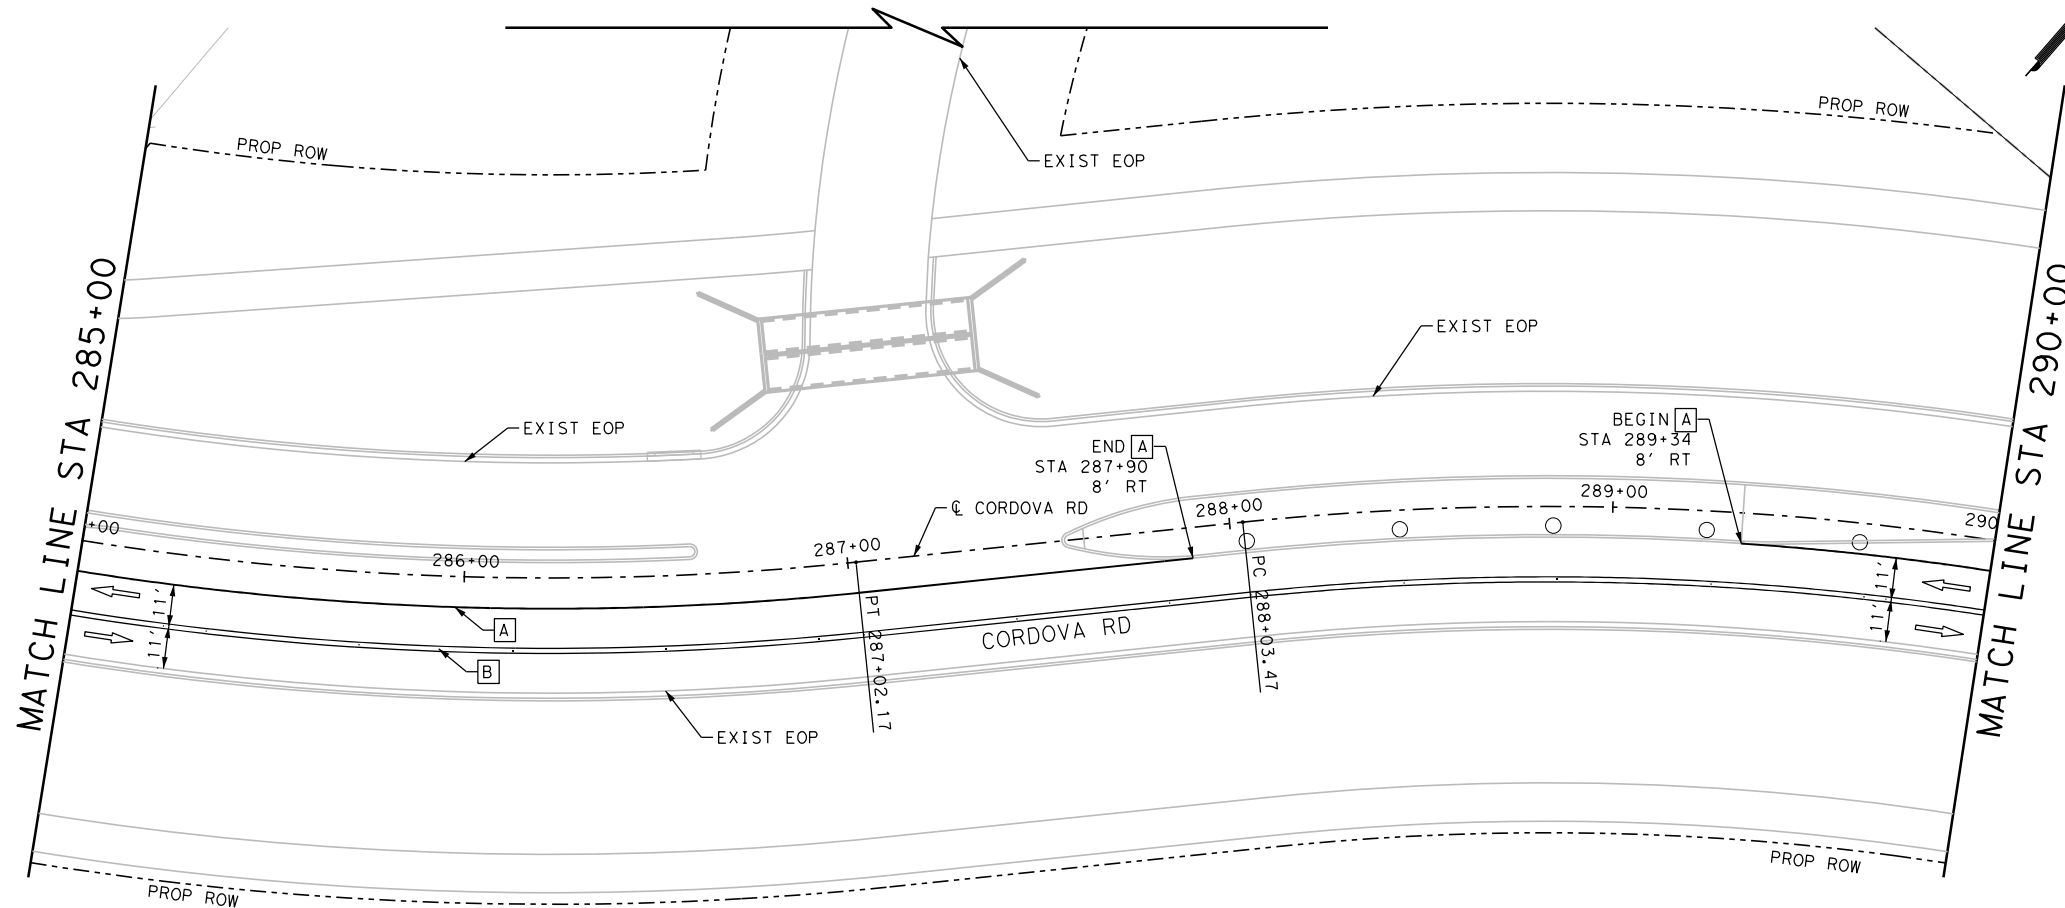 PROP ROW
PROP ROW
EXIST EOP
MATCH LINE STA 285+00
MATCH LINE STA 290+00
EXIST EOP
EXIST EOP
BEGIN A
STA 289+34
8' RT
END A
STA 287+90
8' RT
℄ CORDOVA RD
+00
286+00
287+00
288+00
289+00
290
11'
11'
11'
11'
PT 287+02.17
PC 288+03.47
A
B
CORDOVA RD
EXIST EOP
PROP ROW
PROP ROW